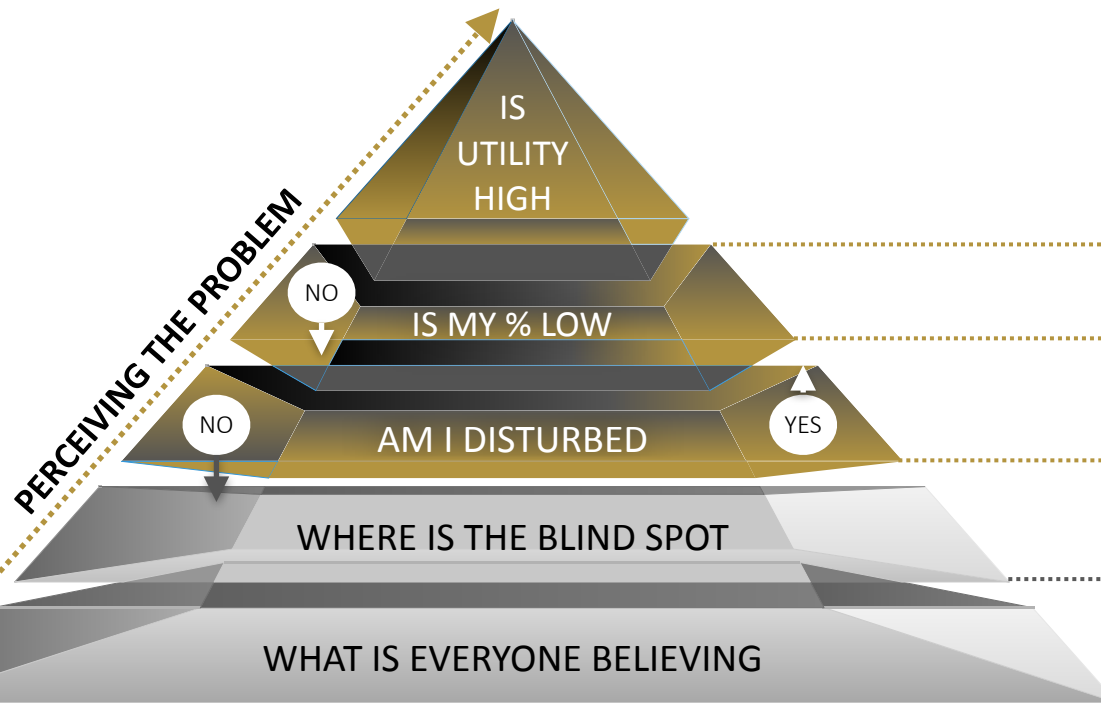 IS
UTILITY
HIGH
PERCEIVING THE PROBLEM
NO
IS MY % LOW
NO
AM I DISTURBED
YES
WHERE IS THE BLIND SPOT
WHAT IS EVERYONE BELIEVING